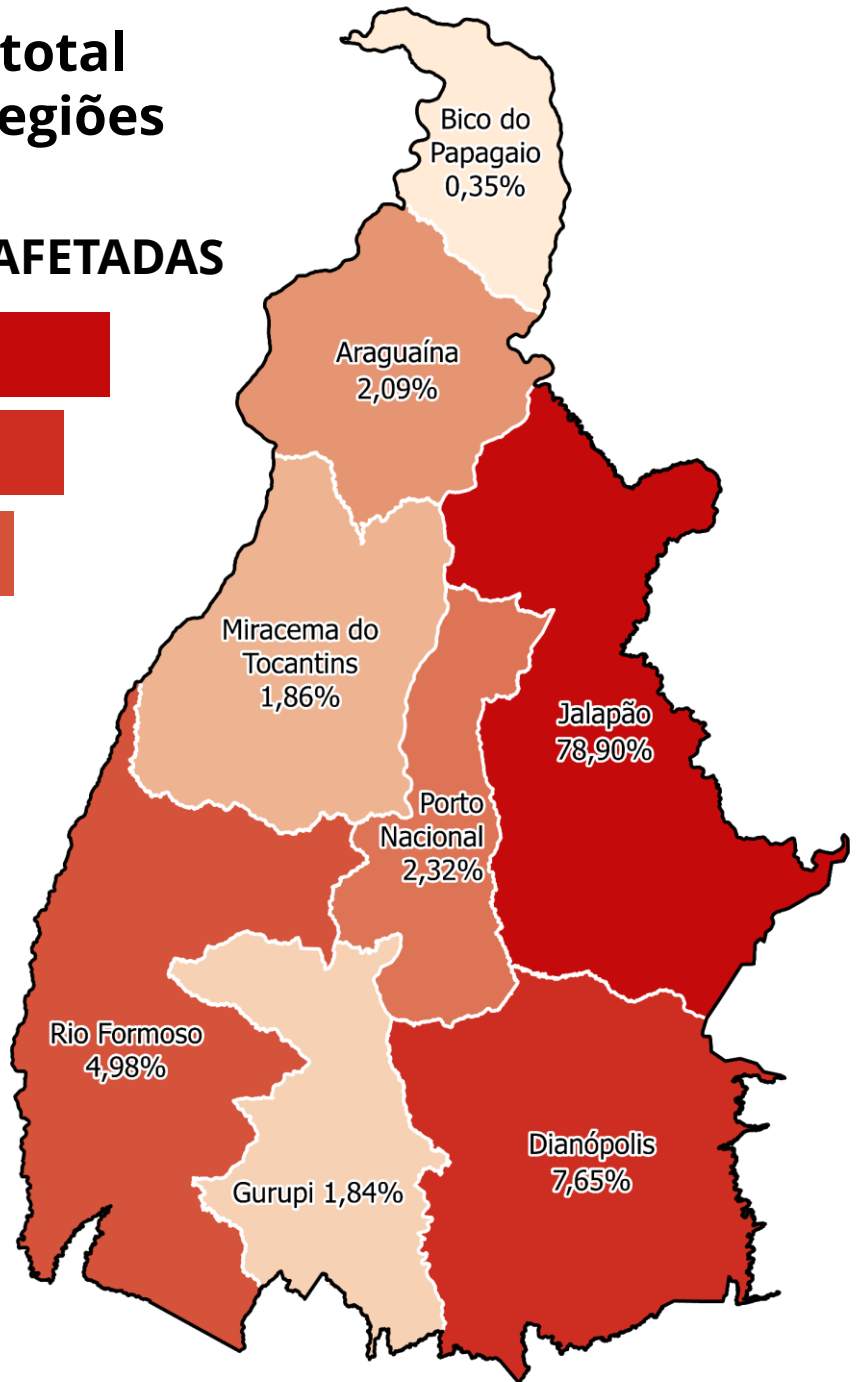 total
egiões
AFETADAS
Bico do
Papagaio
0,35%
Araguaína
2,09%
Miracema do
Tocantins
1,86%
Jalapão
78,90%
Porto
Nacional
2,32%
Rio Formoso
4,98%
Dianópolis
7,65%
Gurupi 1,84%